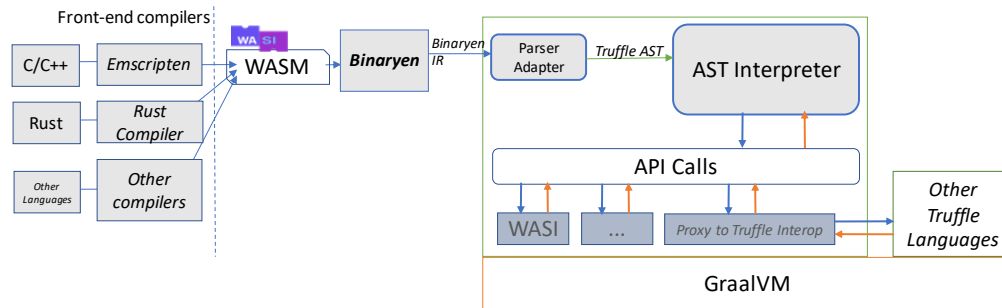 Front-end compilers
C/C++
Emscripten
Rust
Rust
Compiler
Other
Languages
Other
compilers
WA SI
WASM
Binaryen
Binaryen
IR
Parser
Adapter
Truffle AST
AST Interpreter
API Calls
WASI
...
Proxy to Truffle Interop
Other
Truffle
Languages
GraalVM